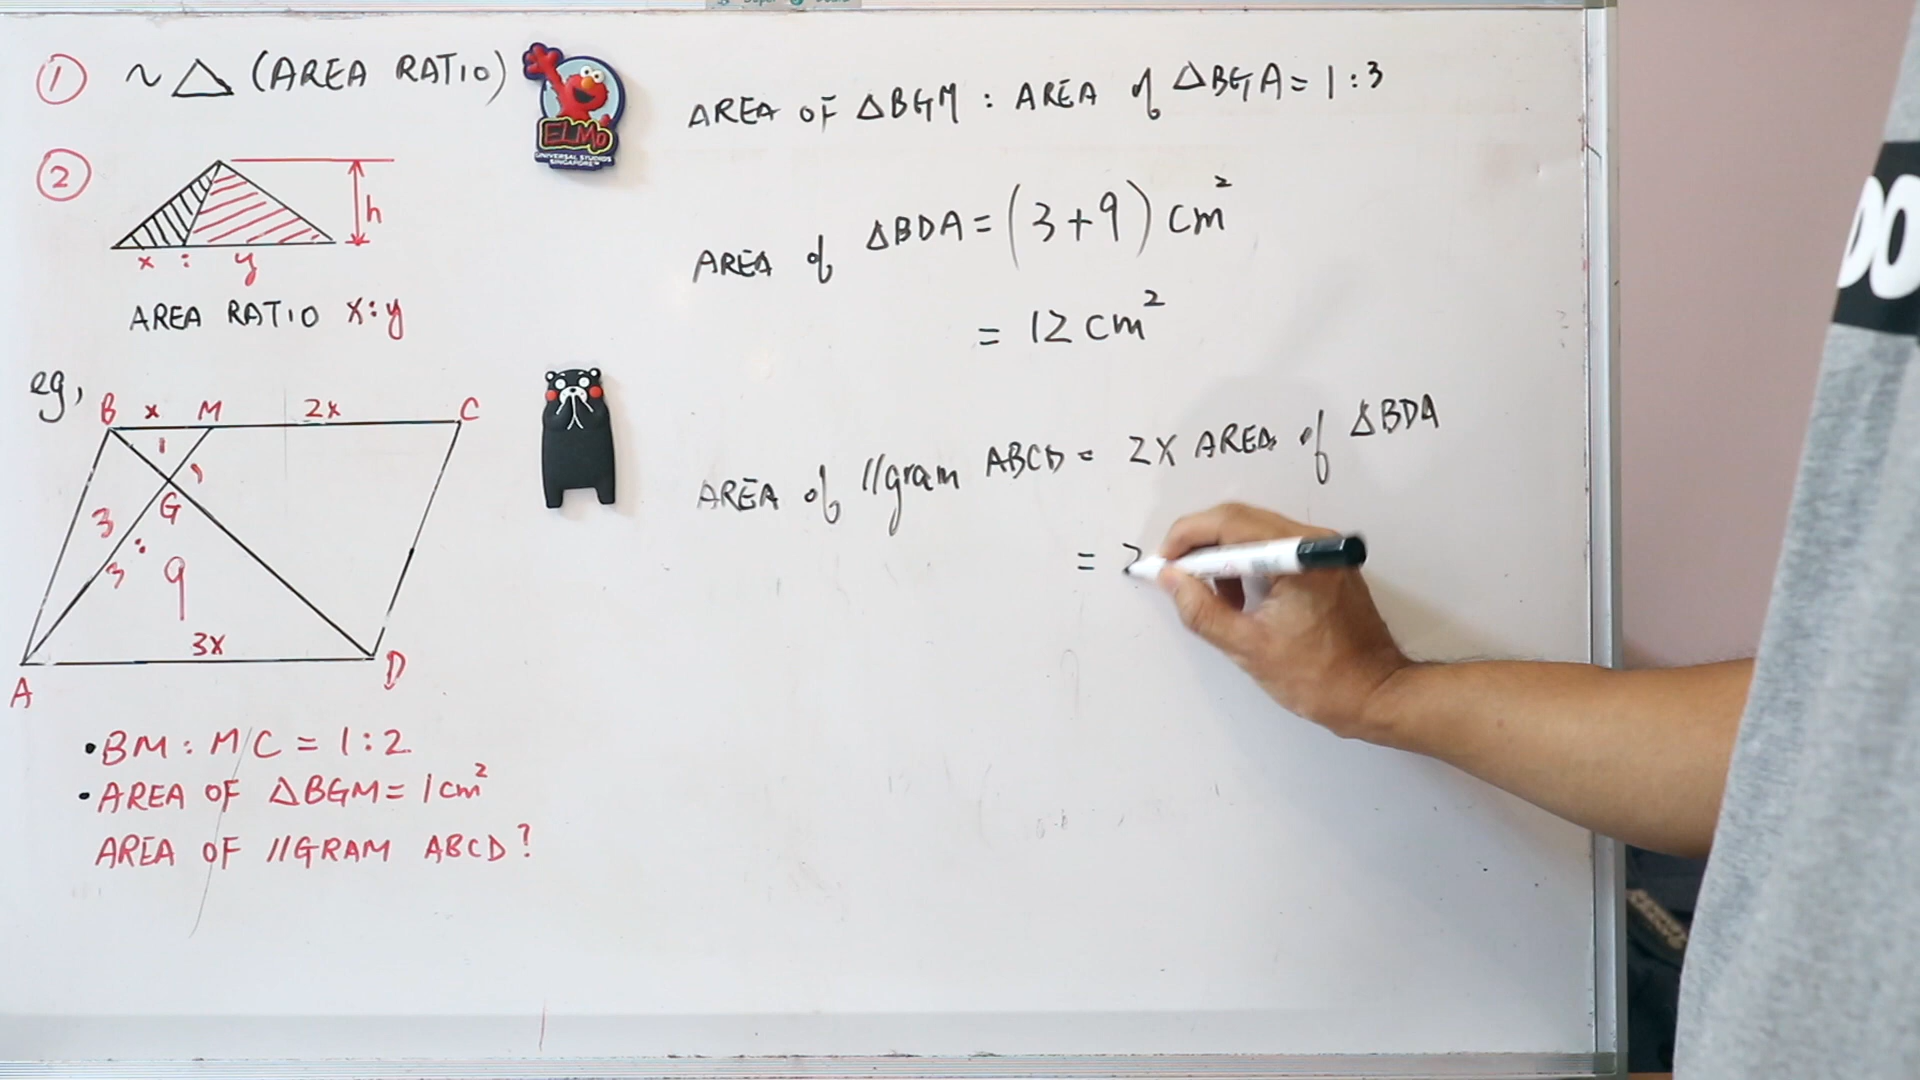 ① ~ △ (AREA RATIO)
②
h
x : y
AREA RATIO x:y
eg,
B x M 2x C
1
1
G
3
:
3
9
3x
A
D
• BM : MC = 1:2
• AREA OF △BGM = 1cm²
AREA OF //GRAM ABCD?
ELMO
UNIVERSAL STUDIOS
SINGAPORE
AREA OF △BGM : AREA of △BGA = 1:3
AREA of △BDA = (3+9) cm²
= 12 cm²
AREA of //gram ABCD = 2 x AREA of △BDA
= 2
DO